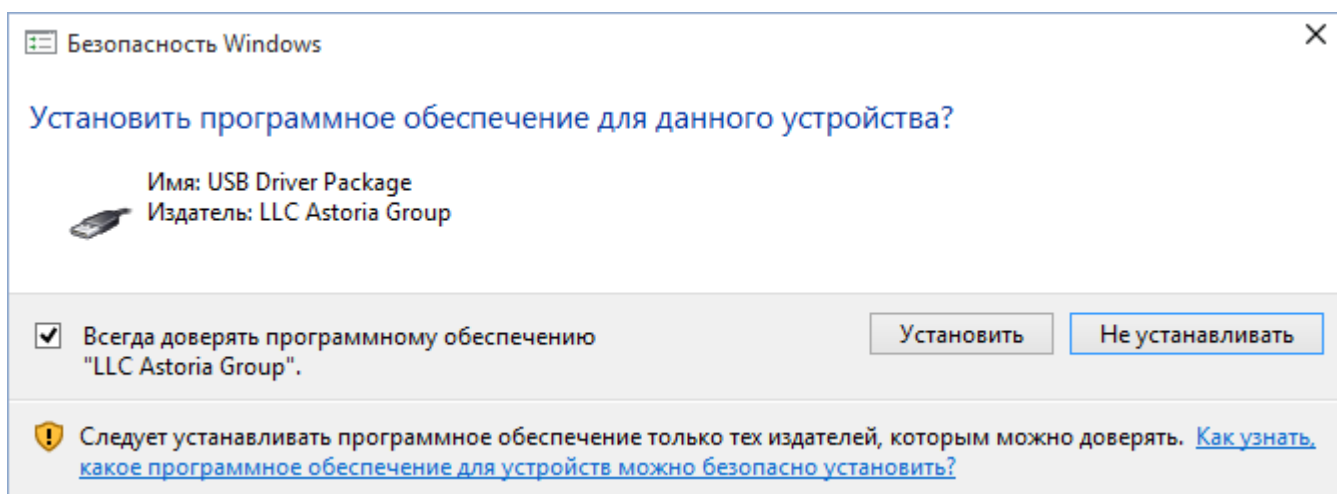 Безопасность Windows
Установить программное обеспечение для данного устройства?
Имя: USB Driver Package
Издатель: LLC Astoria Group
Всегда доверять программному обеспечению
"LLC Astoria Group".
Установить
Не устанавливать
Следует устанавливать программное обеспечение только тех издателей, которым можно доверять. Как узнать,
какое программное обеспечение для устройств можно безопасно установить?